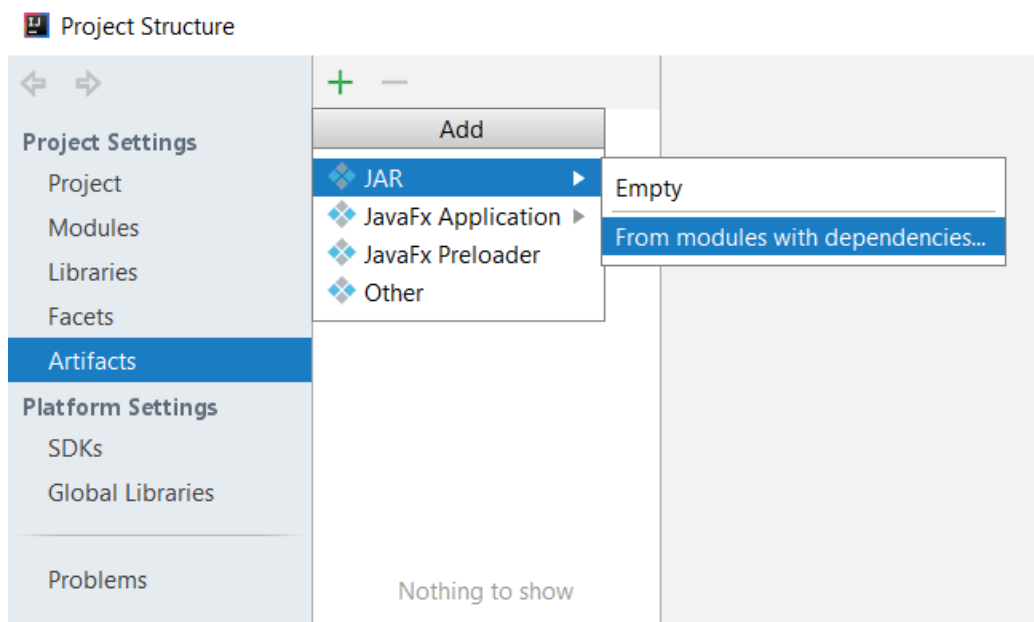 Project Structure
Project Settings
Project
Modules
Libraries
Facets
Artifacts
Platform Settings
SDKs
Global Libraries
Problems
Add
JAR
JavaFx Application
JavaFx Preloader
Other
Empty
From modules with dependencies...
Nothing to show